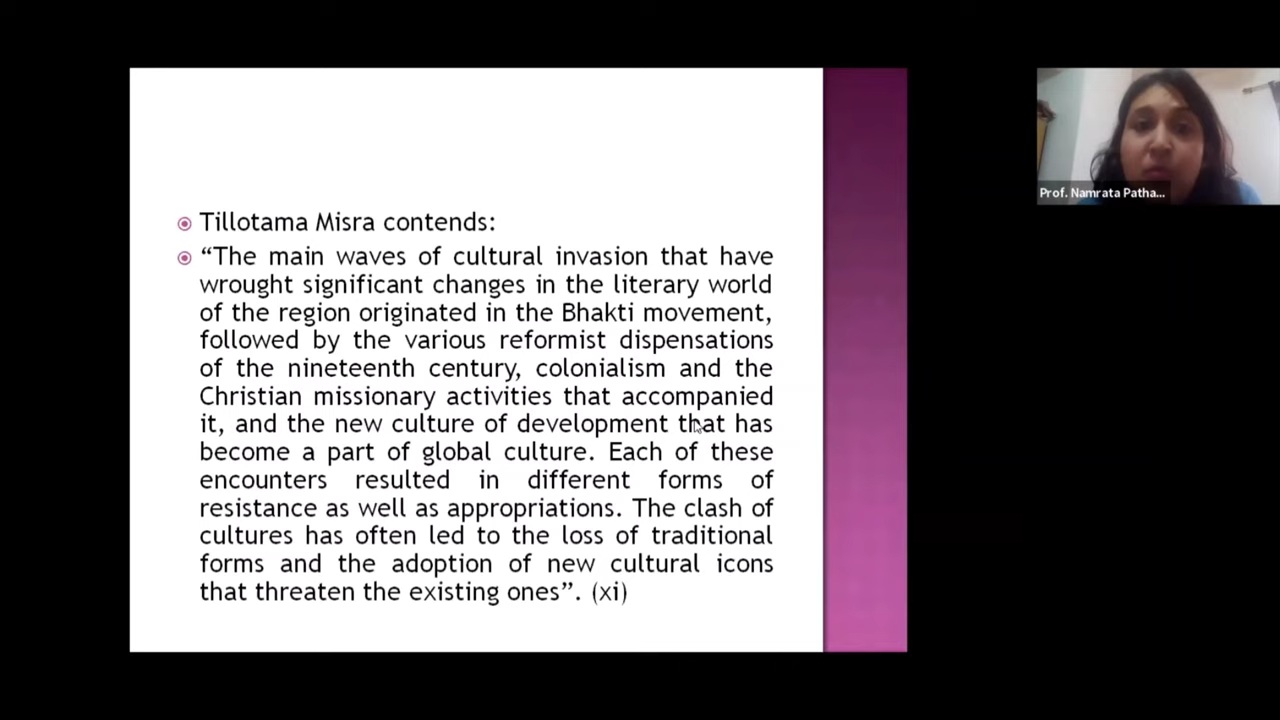 Tillotama Misra contends:
“The main waves of cultural invasion that have
wrought significant changes in the literary world
of the region originated in the Bhakti movement,
followed by the various reformist dispensations
of the nineteenth century, colonialism and the
Christian missionary activities that accompanied
it, and the new culture of development that has
become a part of global culture. Each of these
encounters resulted in different forms of
resistance as well as appropriations. The clash of
cultures has often led to the loss of traditional
forms and the adoption of new cultural icons
that threaten the existing ones”. (xi)
Prof. Namrata Patha...